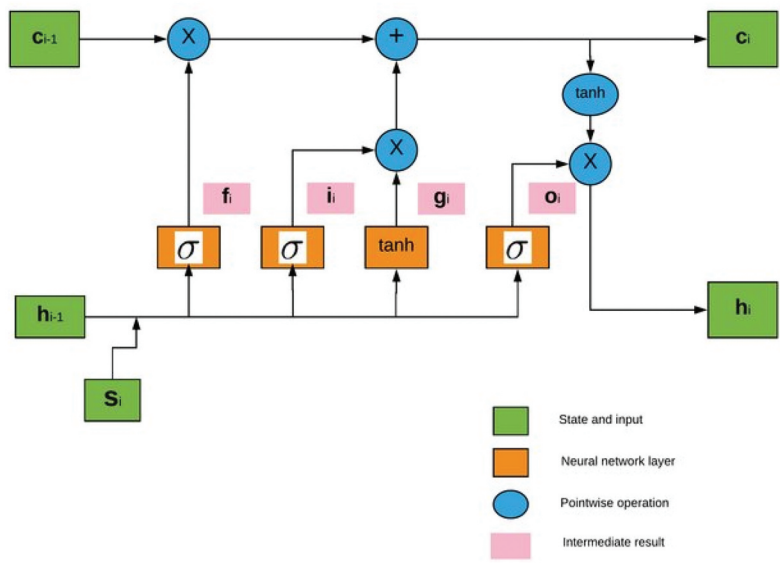 cᵢ₋₁ X + cᵢ
tanh
X X
fᵢ iᵢ gᵢ oᵢ
σ σ tanh σ
hᵢ₋₁ hᵢ
Sᵢ
State and input
Neural network layer
Pointwise operation
Intermediate result